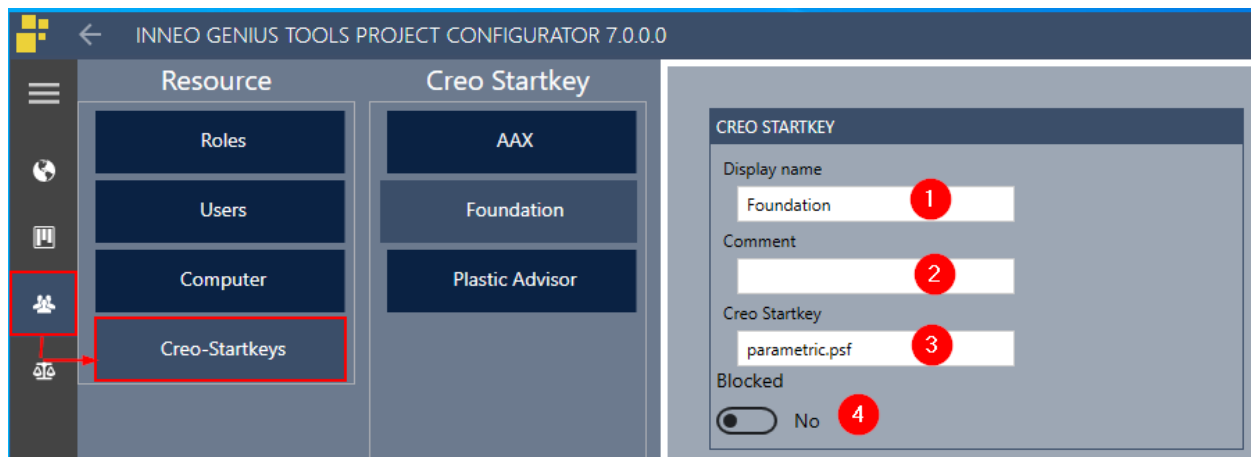 INNEO GENIUS TOOLS PROJECT CONFIGURATOR 7.0.0.0
Resource
Roles
Users
Computer
Creo-Startkeys
Creo Startkey
AAX
Foundation
Plastic Advisor
CREO STARTKEY
Display name
Foundation 1
Comment
2
Creo Startkey
parametric.psf 3
Blocked
No 4